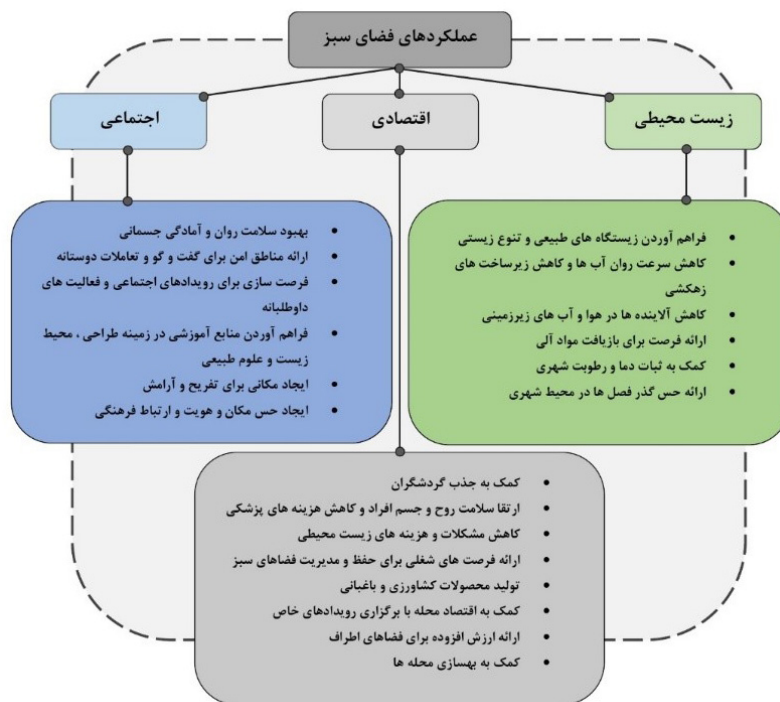 عملکردهای فضای سبز
زیست محیطی
اقتصادی
اجتماعی
• فراهم آوردن زیستگاه های طبیعی و تنوع زیستی
• کاهش سرعت روان آب ها و کاهش زیرساخت های
زهکشی
• کاهش آلاینده ها در هوا و آب های زیرزمینی
• ارائه فرصت برای بازیافت مواد آلی
• کمک به ثبات دما و رطوبت شهری
• ارائه حس گذر فصل ها در محیط شهری
• بهبود سلامت روان و آمادگی جسمانی
• ارائه مناطق امن برای گفت و گو و تعاملات دوستانه
• فرصت سازی برای رویدادهای اجتماعی و فعالیت های
داوطلبانه
• فراهم آوردن منابع آموزشی در زمینه طراحی ، محیط
زیست و علوم طبیعی
• ایجاد مکانی برای تفریح و آرامش
• ایجاد حس مکان و هویت و ارتباط فرهنگی
• کمک به جذب گردشگران
• ارتقا سلامت روح و جسم افراد و کاهش هزینه های پزشکی
• کاهش مشکلات و هزینه های زیست محیطی
• ارائه فرصت های شغلی برای حفظ و مدیریت فضاهای سبز
• تولید محصولات کشاورزی و باغبانی
• کمک به اقتصاد محله با برگزاری رویدادهای خاص
• ارائه ارزش افزوده برای فضاهای اطراف
• کمک به بهسازی محله ها